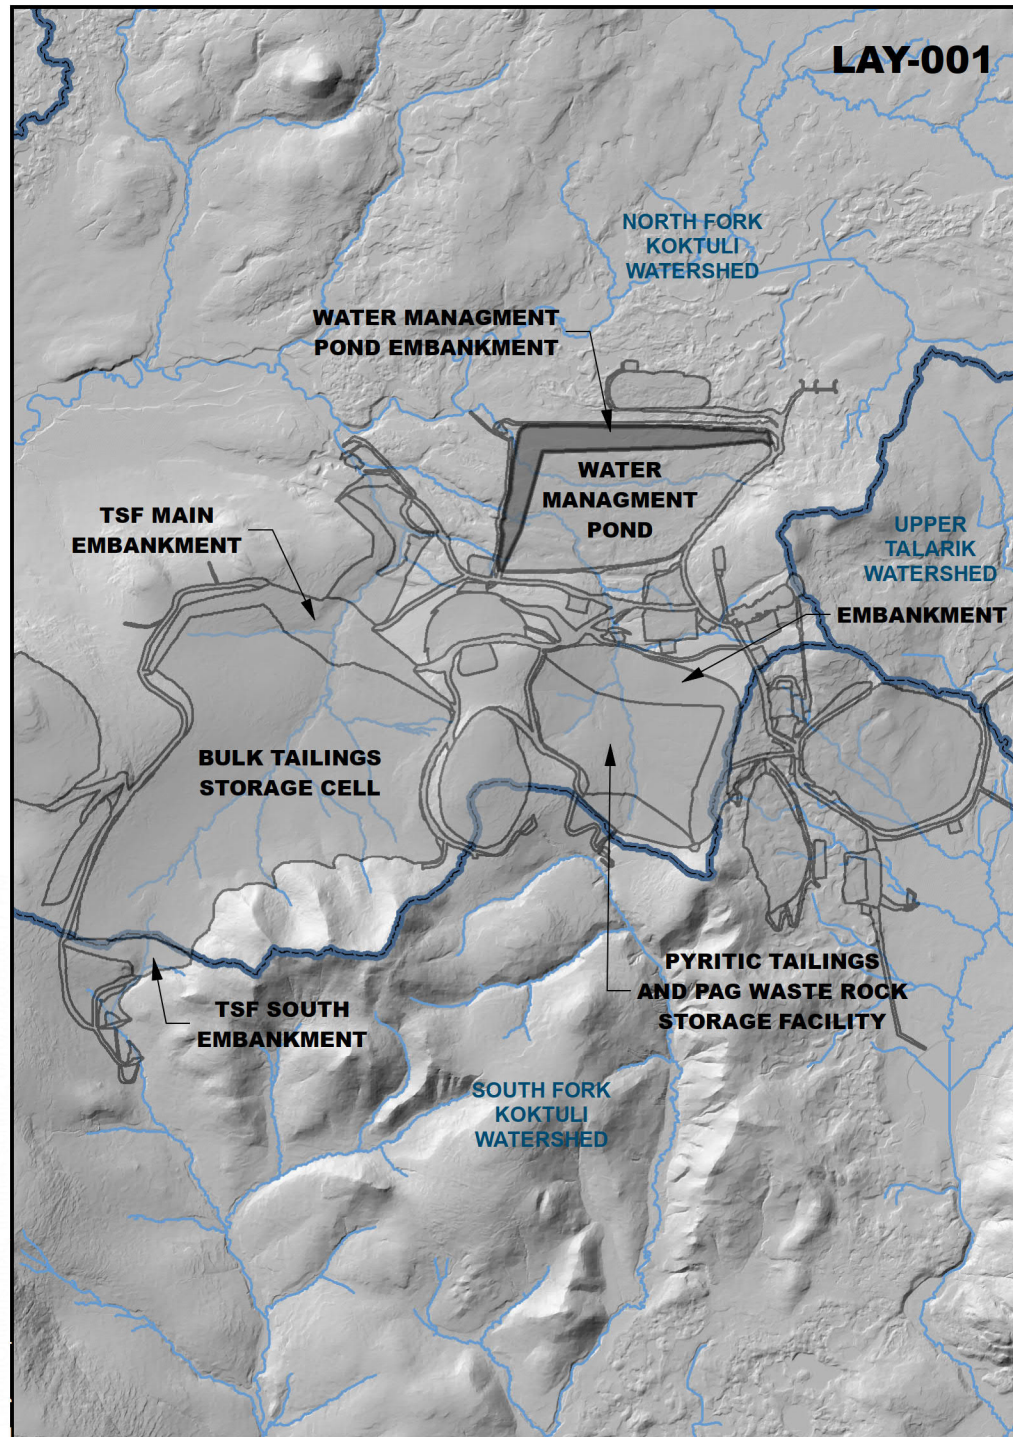 LAY-001
NORTH FORK
KOKTULI
WATERSHED
WATER MANAGMENT
POND EMBANKMENT
WATER
MANAGMENT
POND
TSF MAIN
EMBANKMENT
UPPER
TALARIK
WATERSHED
EMBANKMENT
BULK TAILINGS
STORAGE CELL
PYRITIC TAILINGS
AND PAG WASTE ROCK
STORAGE FACILITY
TSF SOUTH
EMBANKMENT
SOUTH FORK
KOKTULI
WATERSHED